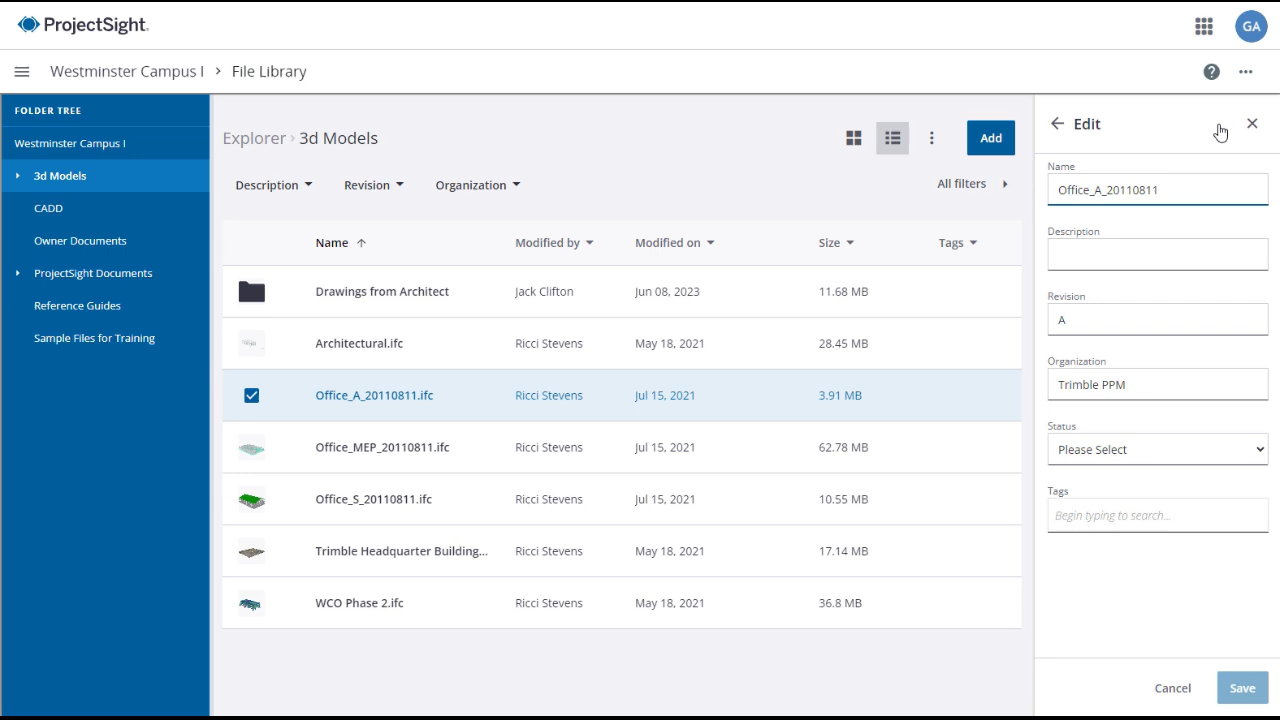 ProjectSight
GA
Westminster Campus I > File Library
FOLDER TREE
Westminster Campus I
3d Models
CADD
Owner Documents
ProjectSight Documents
Reference Guides
Sample Files for Training
Explorer › 3d Models
Add
Description Revision Organization All filters
Name Modified by Modified on Size Tags
Drawings from Architect Jack Clifton Jun 08, 2023 11.68 MB
Architectural.ifc Ricci Stevens May 18, 2021 28.45 MB
Office_A_20110811.ifc Ricci Stevens Jul 15, 2021 3.91 MB
Office_MEP_20110811.ifc Ricci Stevens Jul 15, 2021 62.78 MB
Office_S_20110811.ifc Ricci Stevens Jul 15, 2021 10.55 MB
Trimble Headquarter Building... Ricci Stevens May 18, 2021 17.14 MB
WCO Phase 2.ifc Ricci Stevens May 18, 2021 36.8 MB
Edit
Name
Office_A_20110811
Description
Revision
A
Organization
Trimble PPM
Status
Please Select
Tags
Begin typing to search...
Cancel Save